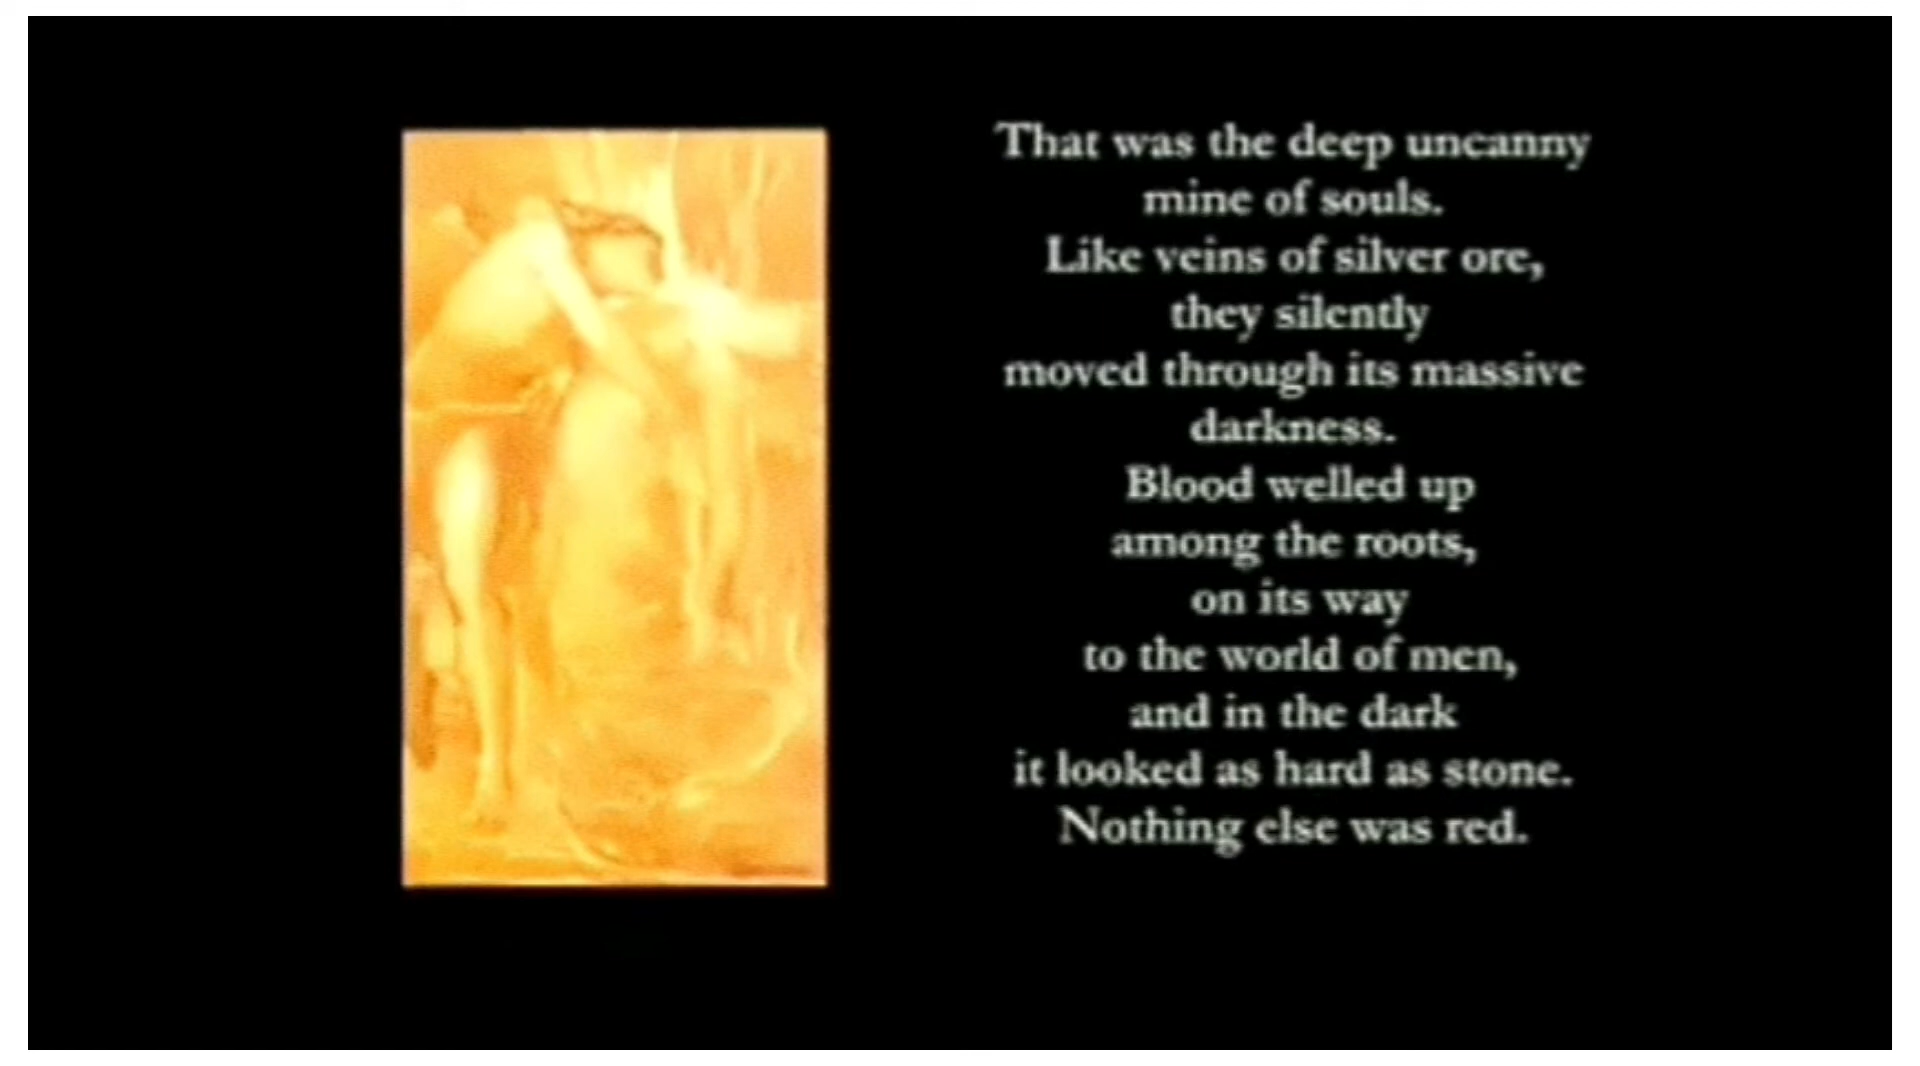 That was the deep uncanny
mine of souls.
Like veins of silver ore,
they silently
moved through its massive
darkness.
Blood welled up
among the roots,
on its way
to the world of men,
and in the dark
it looked as hard as stone.
Nothing else was red.